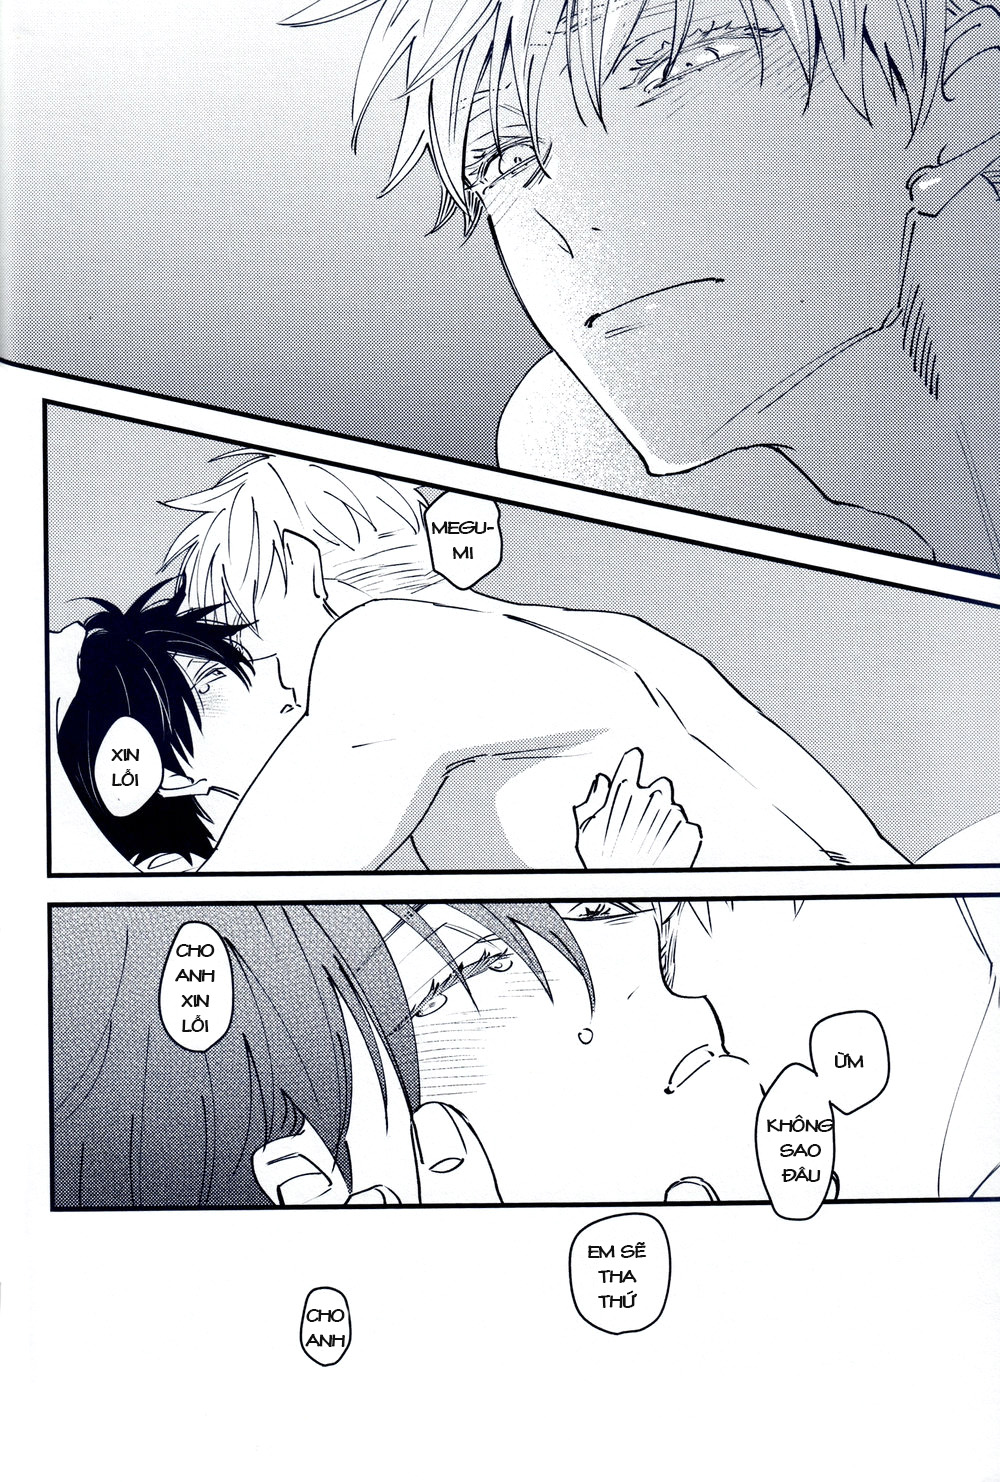 MEGU-
MI
XIN
LỖI
CHO
ANH
XIN
LỖI
ỪM
KHÔNG
SAO
ĐÂU
EM SẼ
THA
THỨ
CHO
ANH